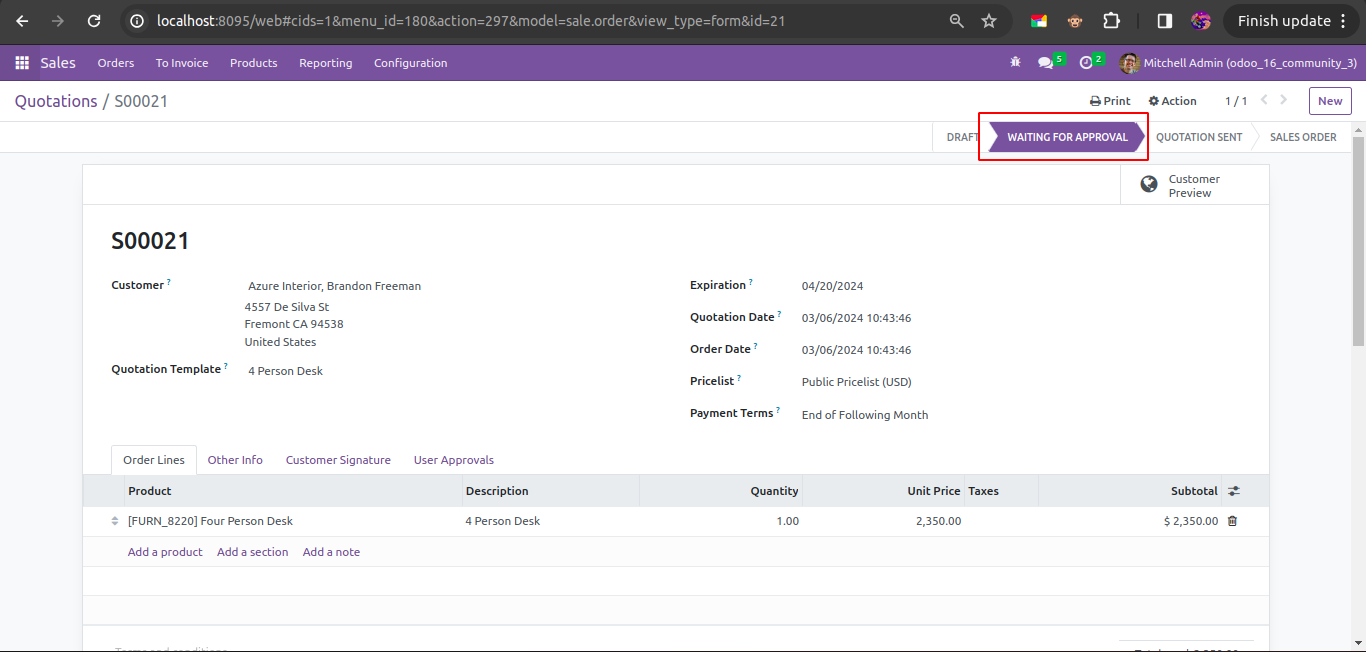 localhost:8095/web#cids=1&menu_id=180&action=297&model=sale.order&view_type=form&id=21
Finish update
Sales Orders To Invoice Products Reporting Configuration 5 2 Mitchell Admin (odoo_16_community_3)
Quotations / S00021 Print Action 1 / 1 New
DRAFT WAITING FOR APPROVAL QUOTATION SENT SALES ORDER
Customer
Preview
S00021
Customer ? Azure Interior, Brandon Freeman
4557 De Silva St
Fremont CA 94538
United States
Quotation Template ? 4 Person Desk
Expiration ? 04/20/2024
Quotation Date ? 03/06/2024 10:43:46
Order Date ? 03/06/2024 10:43:46
Pricelist ? Public Pricelist (USD)
Payment Terms ? End of Following Month
Order Lines Other Info Customer Signature User Approvals
Product Description Quantity Unit Price Taxes Subtotal
[FURN_8220] Four Person Desk 4 Person Desk 1.00 2,350.00 $ 2,350.00
Add a product Add a section Add a note